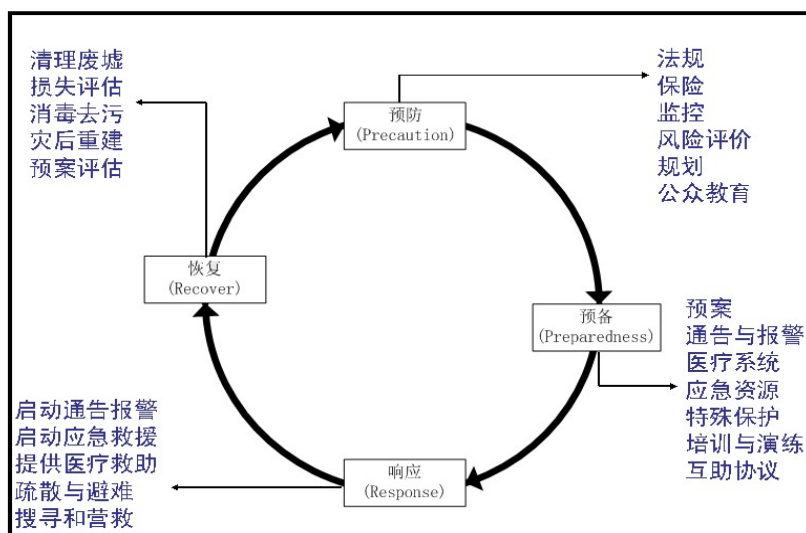 清理废墟
损失评估
消毒去污
灾后重建
预案评估
预防
(Precaution)
法规
保险
监控
风险评价
规划
公众教育
恢复
(Recover)
预备
(Preparedness)
预案
通告与报警
医疗系统
应急资源
特殊保护
培训与演练
互助协议
启动通告报警
启动应急救援
提供医疗救助
疏散与避难
搜寻和营救
响应
(Response)